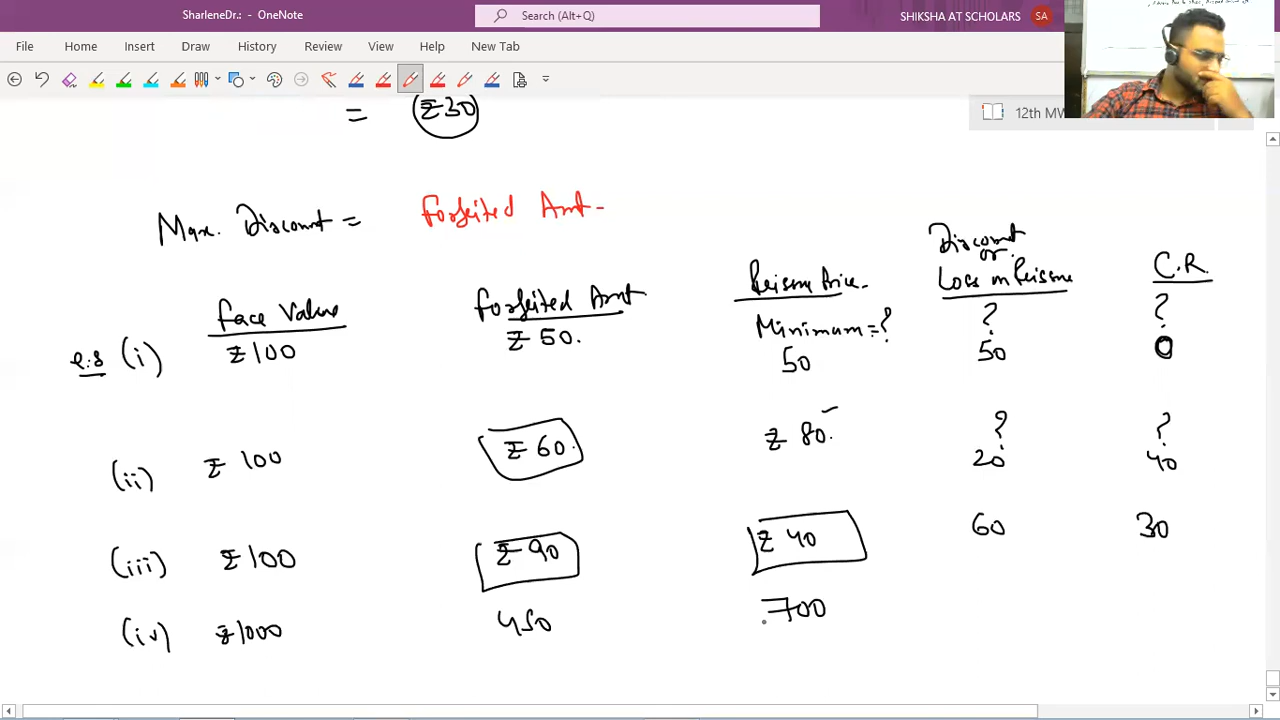 SharleneDr.: - OneNote
Search (Alt+Q)
SHIKSHA AT SCHOLARS SA
File Home Insert Draw History Review View Help New Tab
12th MW
= ₹30
Max. Discount = Forfeited Amt-
Face Value Forfeited Amt Reissue Price. Discount or Loss on Reissue C.R.
Minimum = ? ? ?
e.g (i) ₹100 ₹50. 50 50 0
? ?
(ii) ₹100 ₹60. ₹80. 20 40
(iii) ₹100 ₹90 ₹40 60 30
(iv) ₹1000 450 700